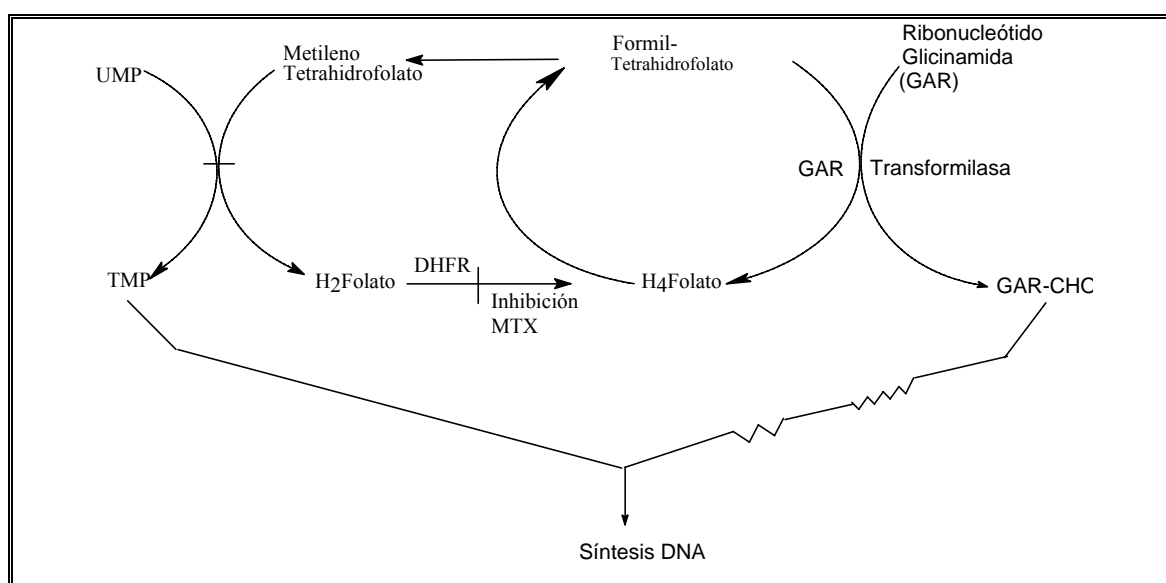 UMP
Metileno
Tetrahidrofolato
Formil-
Tetrahidrofolato
Ribonucleótido
Glicinamida
(GAR)
GAR Transformilasa
TMP
H2Folato
DHFR
Inhibición
MTX
H4Folato
GAR-CHO
Síntesis DNA